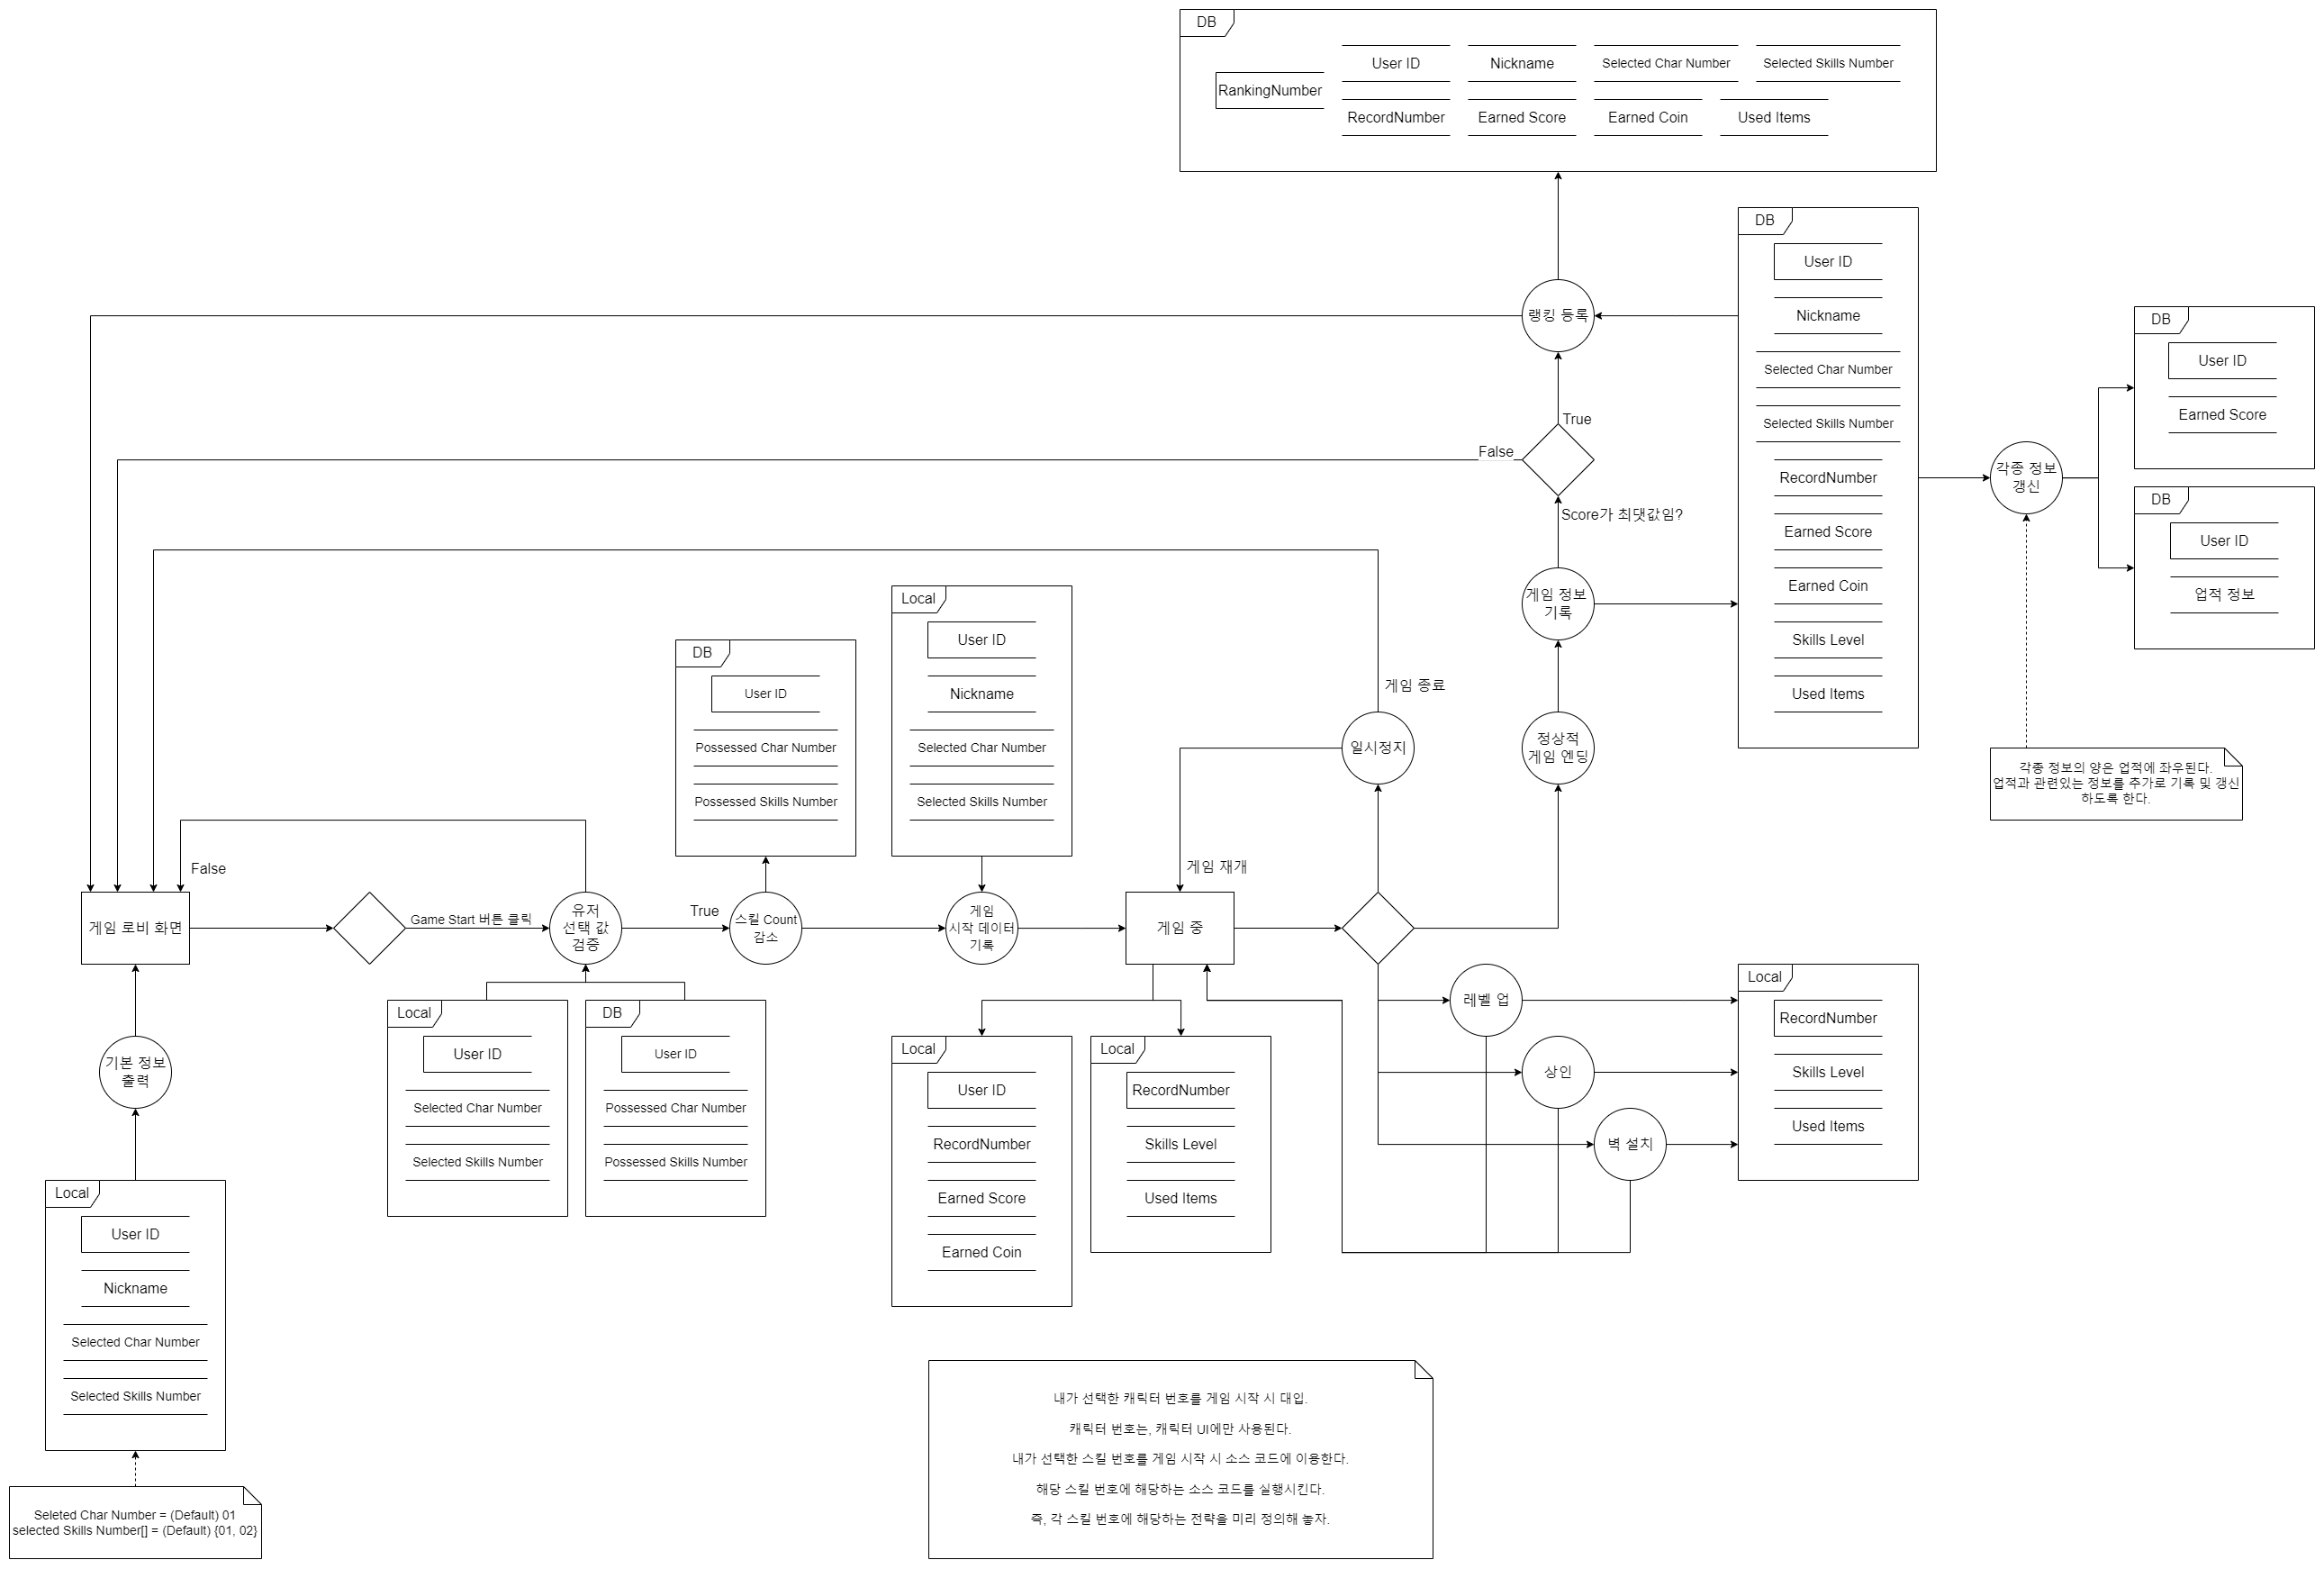 DB
RankingNumber
User ID
Nickname
Selected Char Number
Selected Skills Number
RecordNumber
Earned Score
Earned Coin
Used Items
DB
User ID
Nickname
Selected Char Number
Selected Skills Number
RecordNumber
Earned Score
Earned Coin
Skills Level
Used Items
랭킹 등록
True
False
Score가 최댓값임?
게임 정보
기록
정상적
게임 엔딩
각종 정보
갱신
DB
User ID
Earned Score
DB
User ID
업적 정보
각종 정보의 양은 업적에 좌우된다.
업적과 관련있는 정보를 추가로 기록 및 갱신
하도록 한다.
게임 종료
일시정지
게임 재개
Local
User ID
Nickname
Selected Char Number
Selected Skills Number
DB
User ID
Possessed Char Number
Possessed Skills Number
False
게임 로비 화면
Game Start 버튼 클릭
유저
선택 값
검증
True
스킬 Count
감소
게임
시작 데이터
기록
게임 중
기본 정보
출력
Local
User ID
Selected Char Number
Selected Skills Number
DB
User ID
Possessed Char Number
Possessed Skills Number
Local
User ID
RecordNumber
Earned Score
Earned Coin
Local
RecordNumber
Skills Level
Used Items
레벨 업
상인
벽 설치
Local
RecordNumber
Skills Level
Used Items
Local
User ID
Nickname
Selected Char Number
Selected Skills Number
Seleted Char Number = (Default) 01
selected Skills Number[] = (Default) {01, 02}
내가 선택한 캐릭터 번호를 게임 시작 시 대입.
캐릭터 번호는, 캐릭터 UI에만 사용된다.
내가 선택한 스킬 번호를 게임 시작 시 소스 코드에 이용한다.
해당 스킬 번호에 해당하는 소스 코드를 실행시킨다.
즉, 각 스킬 번호에 해당하는 전략을 미리 정의해 놓자.